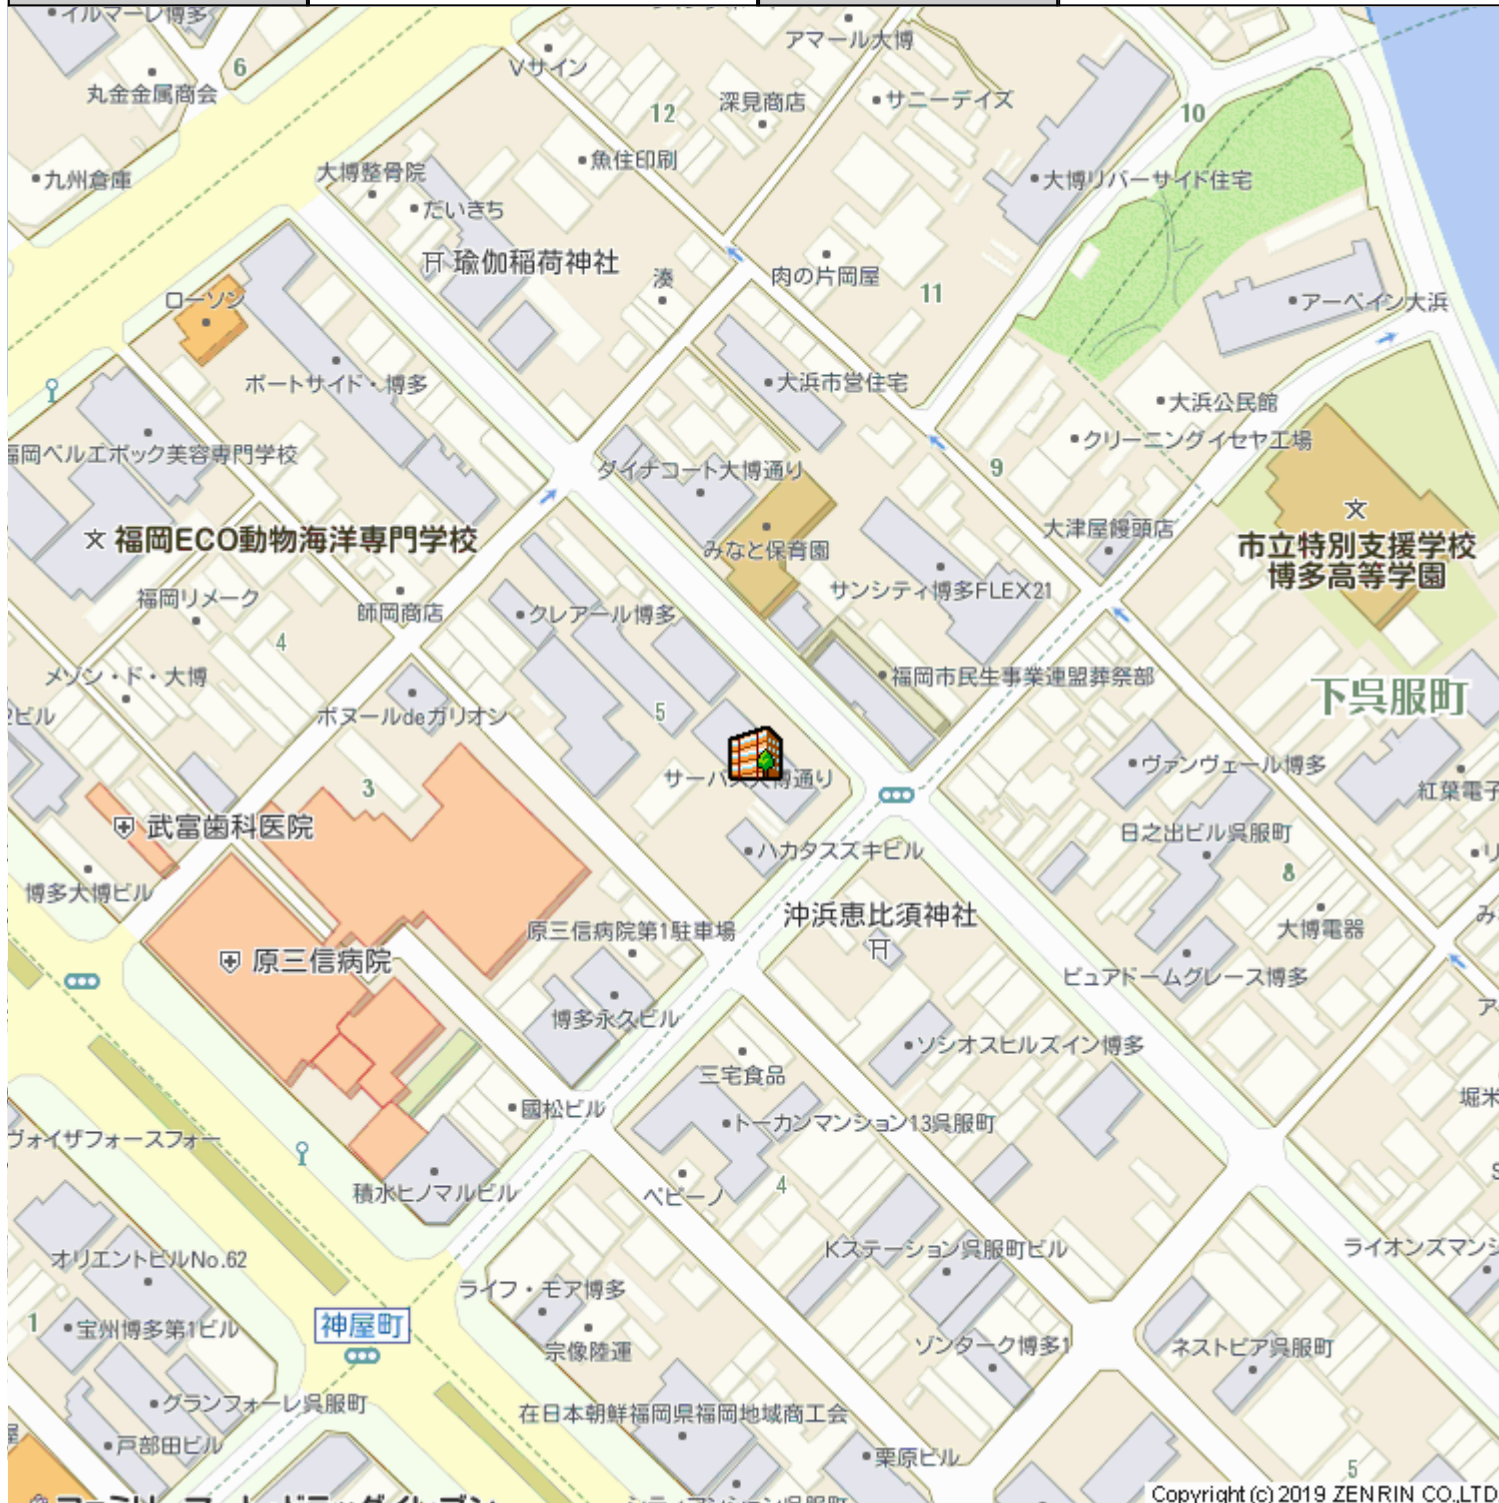 イルマーレ博多
アマール大博
6
Vサイン
丸金金属商会
12
深見商店
サニーデイズ
10
魚住印刷
大博整骨院
九州倉庫
だいきち
大博リバーサイド住宅
瑜伽稲荷神社
湊
肉の片岡屋
11
ローソン
アーベイン大浜
ポートサイド・博多
大浜市営住宅
大浜公民館
クリーニングダイセヤ工場
福岡ベルエポック美容専門学校
ダイナコート大博通り
9
福岡ECO動物海洋専門学校
みなと保育園
大津屋饅頭店
市立特別支援学校
博多高等学園
福岡リメーク
師岡商店
クレアール博多
サンシティ博多FLEX21
4
メゾン・ド・大博
福岡市民生事業連盟葬祭部
下呉服町
2ビル
ボヌールdeガリオン
5
サーパス大博通り
ヴァンヴェール博多
3
紅葉電子
武富歯科医院
日之出ビル呉服町
ハカタスズキビル
博多大博ビル
8
沖浜恵比須神社
原三信病院第1駐車場
大博電器
原三信病院
ピュアドームグレース博多
博多永久ビル
ソシオスヒルズイン博多
三宅食品
國松ビル
トーカンマンション13呉服町
堀米
ヴォイザフォースフォー
積水ヒノマルビル
ベビーノ
4
オリエントビルNo.62
Kステーション呉服町ビル
ライオンズマンシ
ライフ・モア博多
1
宝州博多第1ビル
神屋町
宗像陸運
ゾンターク博多1
ネストピア呉服町
グランフォーレ呉服町
在日本朝鮮福岡県福岡地域商工会
戸部田ビル
栗原ビル
5
Copyright (c) 2019 ZENRIN CO.,LTD